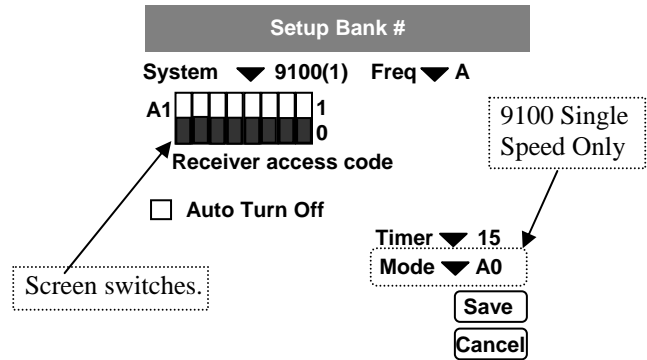 Setup Bank #
System 9100(1) Freq A
A1 1
0
Receiver access code
9100 Single
Speed Only
Auto Turn Off
Timer 15
Mode A0
Screen switches.
Save
Cancel